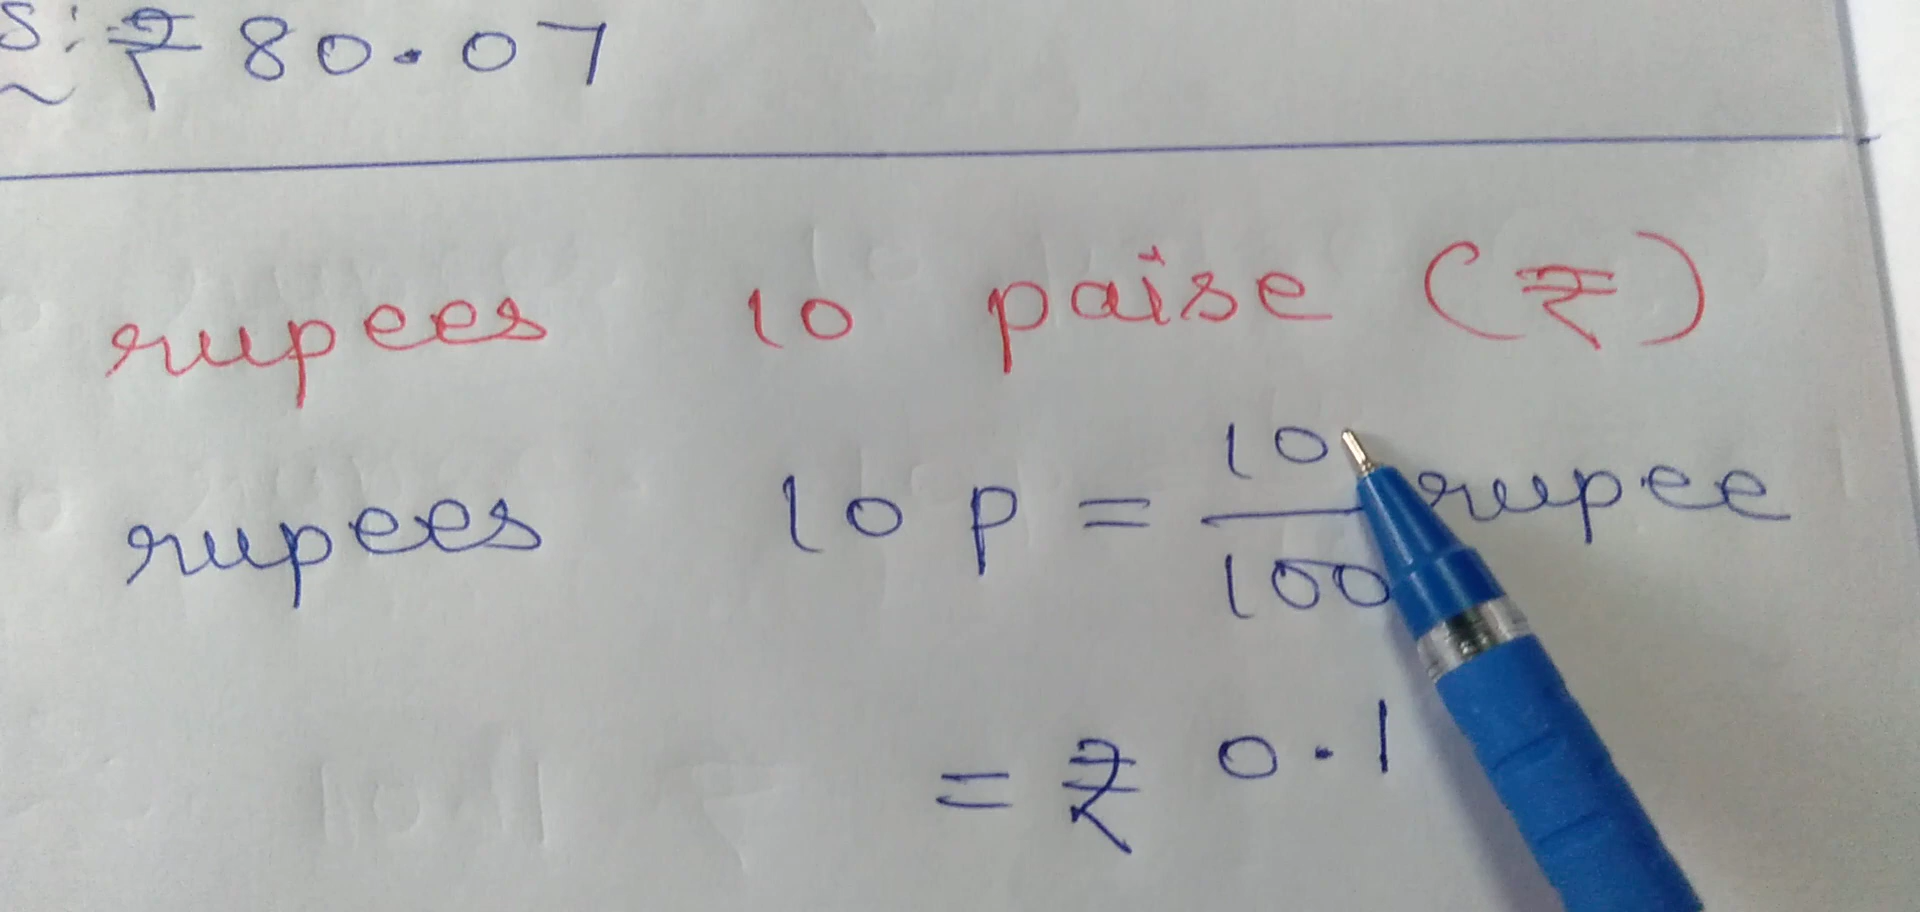 S: ₹ 80.07
rupees 10 paise (₹)
rupees 10 p = 10/100 rupee
= ₹ 0.1